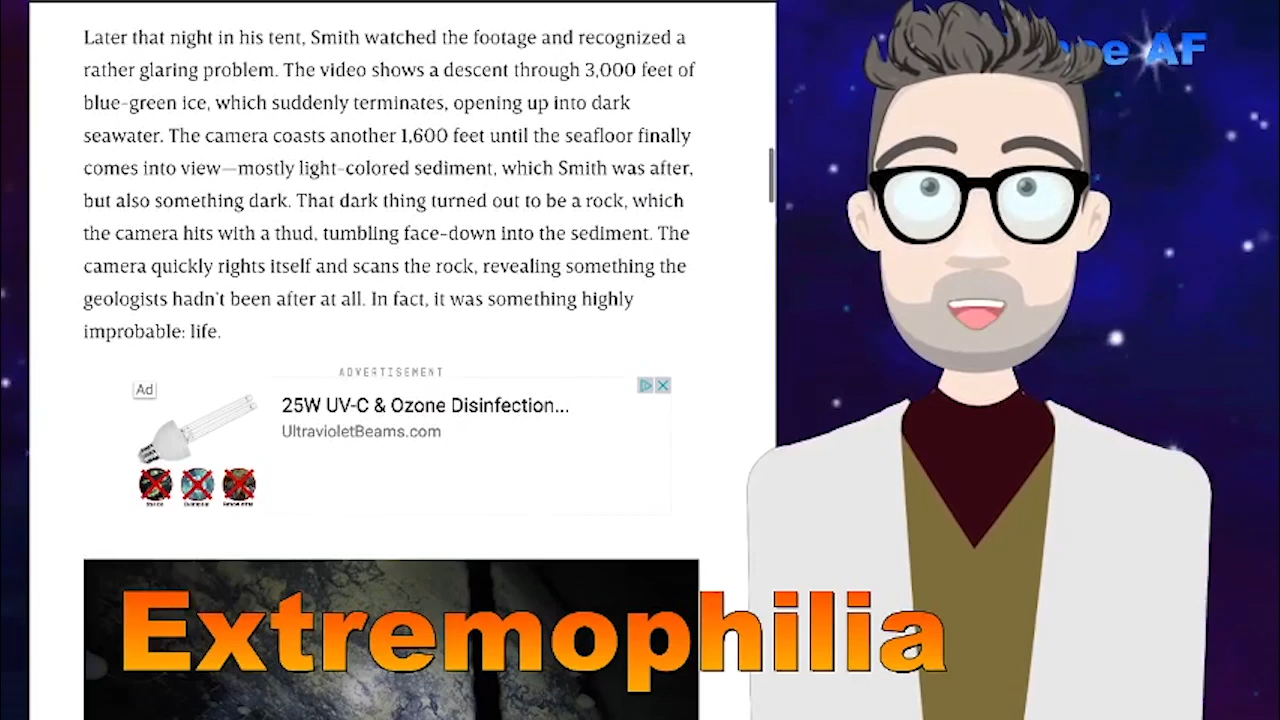 Later that night in his tent, Smith watched the footage and recognized a
rather glaring problem. The video shows a descent through 3,000 feet of
blue-green ice, which suddenly terminates, opening up into dark
seawater. The camera coasts another 1,600 feet until the seafloor finally
comes into view—mostly light-colored sediment, which Smith was after,
but also something dark. That dark thing turned out to be a rock, which
the camera hits with a thud, tumbling face-down into the sediment. The
camera quickly rights itself and scans the rock, revealing something the
geologists hadn't been after at all. In fact, it was something highly
improbable: life.
ADVERTISEMENT
Ad
25W UV-C & Ozone Disinfection...
UltravioletBeams.com
AF
Extremophilia